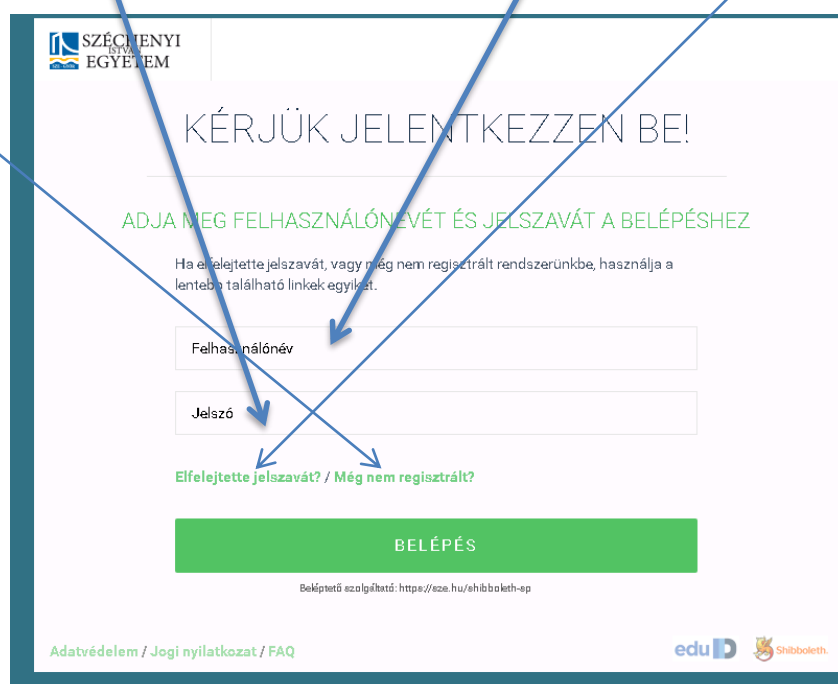 SZÉCHENYI
ISTVÁN
EGYETEM
KÉRJÜK JELENTKEZZEN BE!
ADJA MEG FELHASZNÁLÓNEVÉT ÉS JELSZAVÁT A BELÉPÉSHEZ
Ha elfelejtette jelszavát, vagy még nem regisztrált rendszerünkbe, használja a
lentebb található linkek egyikét.
Felhasználónév
Jelszó
Elfelejtette jelszavát? / Még nem regisztrált?
BELÉPÉS
Beléptető szolgáltató: https://sze.hu/shibboleth-sp
Adatvédelem / Jogi nyilatkozat / FAQ
edu ID
Shibboleth.